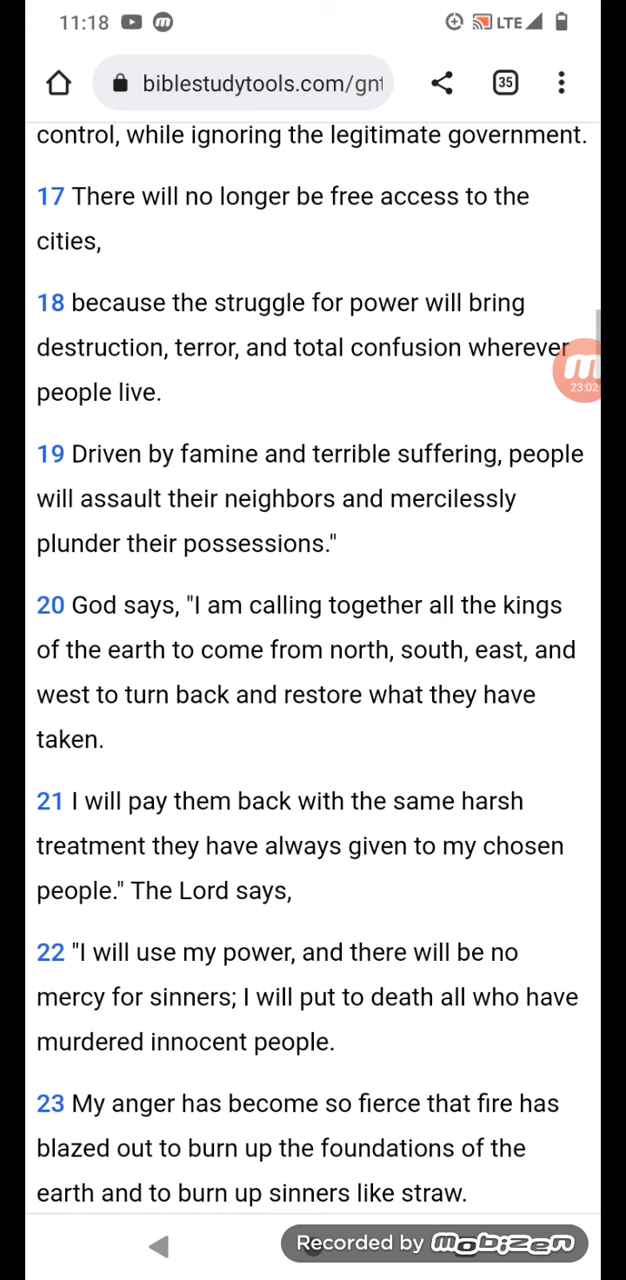 11:18 m LTE
biblestudytools.com/gnt 35
control, while ignoring the legitimate government.
17 There will no longer be free access to the
cities,
18 because the struggle for power will bring
destruction, terror, and total confusion wherever
people live.
m
23:02
19 Driven by famine and terrible suffering, people
will assault their neighbors and mercilessly
plunder their possessions."
20 God says, "I am calling together all the kings
of the earth to come from north, south, east, and
west to turn back and restore what they have
taken.
21 I will pay them back with the same harsh
treatment they have always given to my chosen
people." The Lord says,
22 "I will use my power, and there will be no
mercy for sinners; I will put to death all who have
murdered innocent people.
23 My anger has become so fierce that fire has
blazed out to burn up the foundations of the
earth and to burn up sinners like straw.
Recorded by mobizen